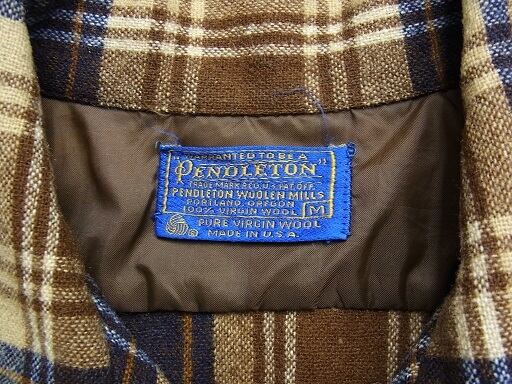 "WARRANTED TO BE A
PENDLETON"
TRADE MARK REG. U.S. PAT. OFF.
PENDLETON WOOLEN MILLS
PORTLAND, OREGON
100% VIRGIN WOOL M
PURE VIRGIN WOOL
MADE IN U.S.A.